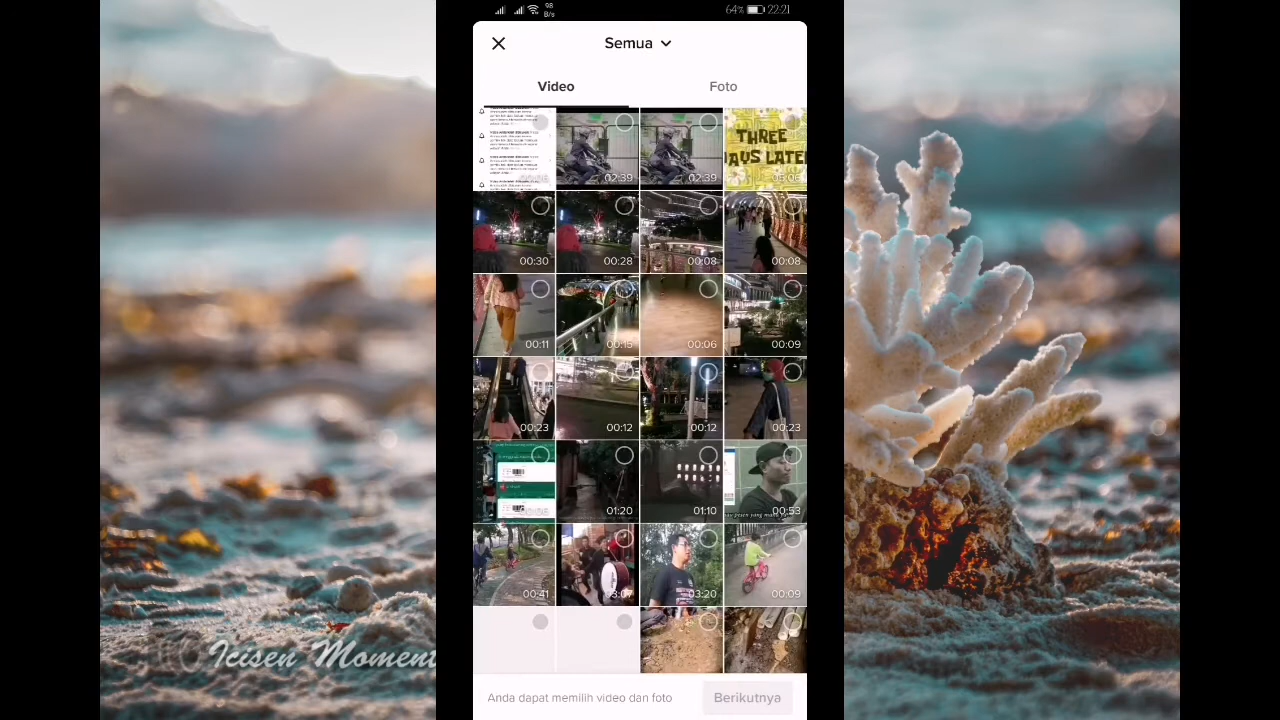 98
B/s
64%
22:21
Semua
Video
Foto
02:39
02:39
THREE
AYS LATE
00:30
00:28
00:08
00:08
00:11
00:15
00:06
00:09
00:23
00:12
00:12
00:23
01:20
01:10
00:53
00:41
03:07
03:20
00:09
Icisen Moment
Anda dapat memilih video dan foto
Berikutnya